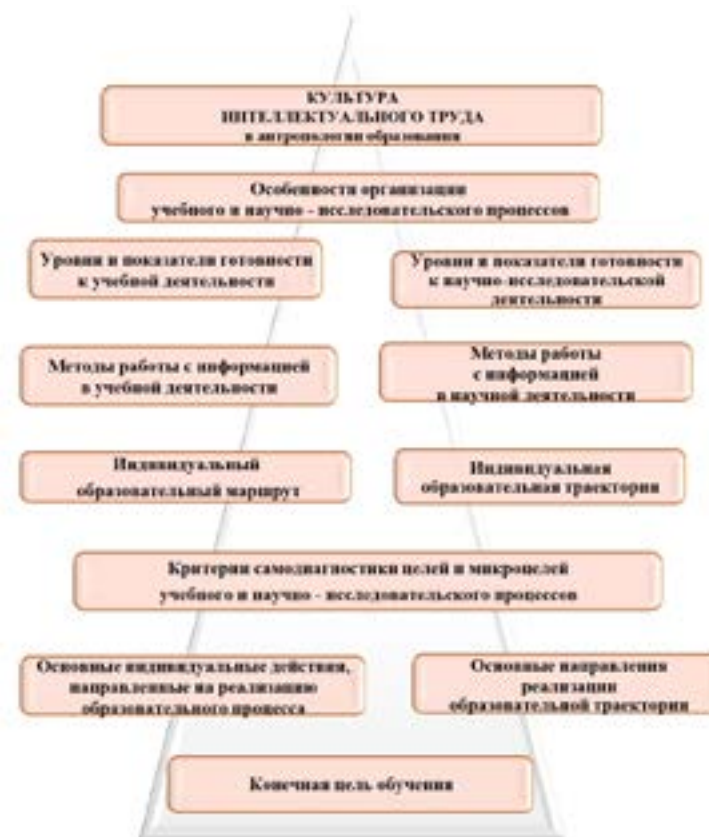 КУЛЬТУРА
ИНТЕЛЛЕКТУАЛЬНОГО ТРУДА
в антропологии образования
Особенности организации
учебного и научно - исследовательского процессов
Уровни и показатели готовности
к учебной деятельности
Уровни и показатели готовности
к научно-исследовательской
деятельности
Методы работы с информацией
в учебной деятельности
Методы работы
с информацией
в научной деятельности
Индивидуальный
образовательный маршрут
Индивидуальная
образовательная траектория
Критерии самодиагностики целей и микроцелей
учебного и научно - исследовательского процессов
Основные индивидуальные действия,
направленные на реализацию
образовательного процесса
Основные направления
реализации
образовательной траектории
Конечная цель обучения